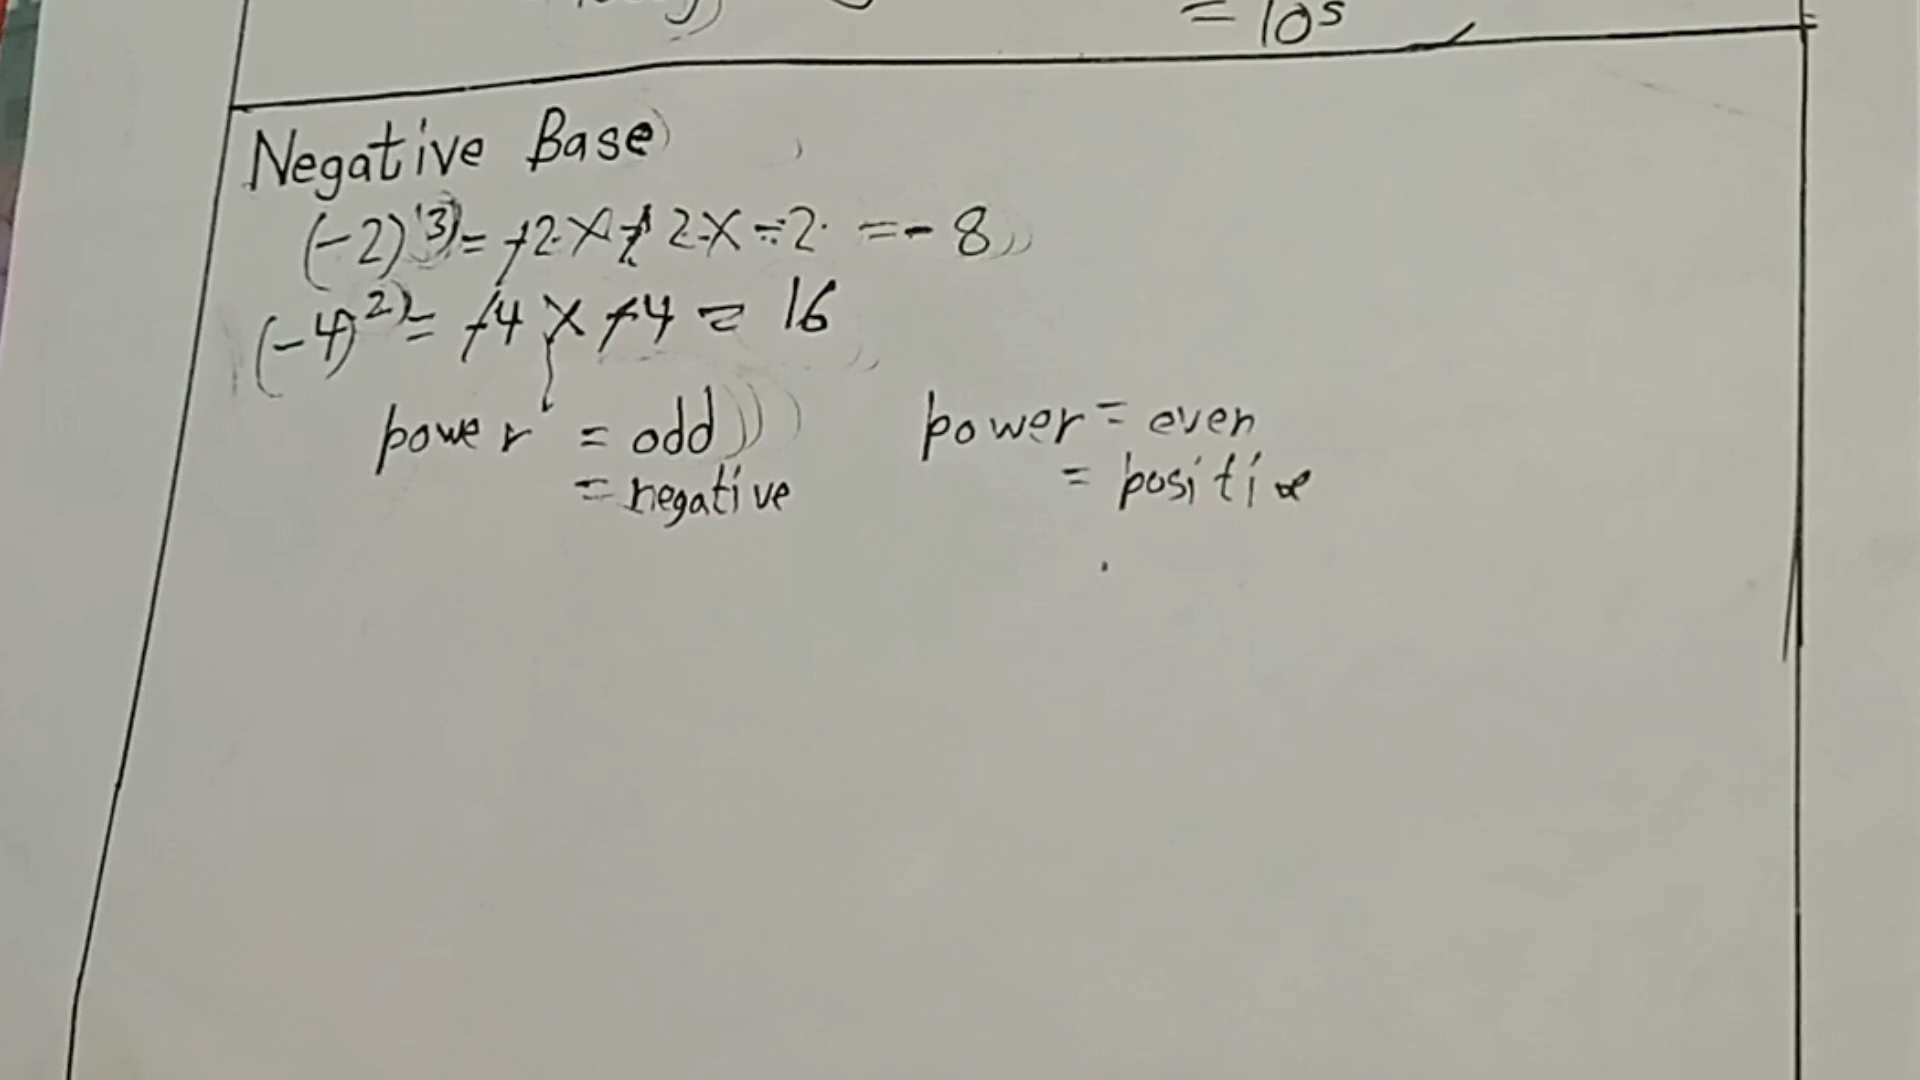 = 10⁵
Negative Base
(-2)³ = -2 × -2 × -2 = -8
(-4)² = -4 × -4 = 16
power = odd power = even
= negative = positive